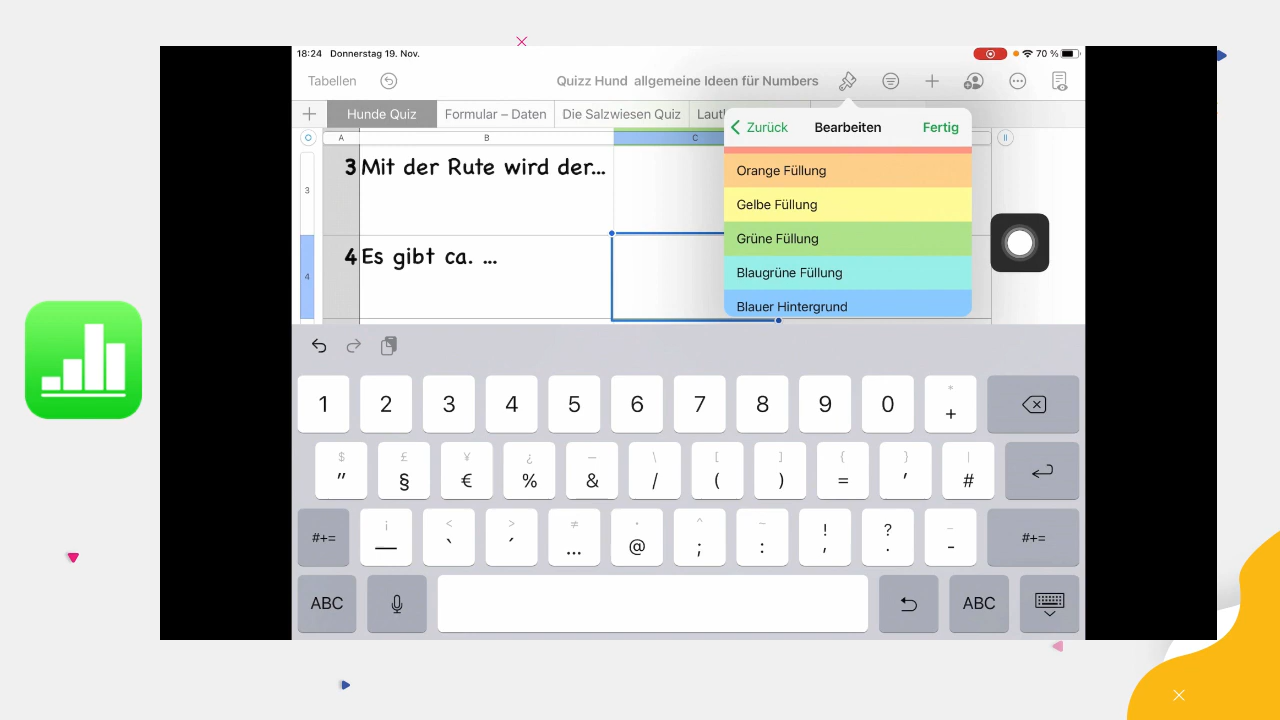 18:24 Donnerstag 19. Nov.
70 %
Tabellen
Quizz Hund allgemeine Ideen für Numbers
Hunde Quiz
Formular – Daten
Die Salzwiesen Quiz
Zurück
Bearbeiten
Fertig
A
B
C
3
3 Mit der Rute wird der...
4
4 Es gibt ca. ...
Orange Füllung
Gelbe Füllung
Grüne Füllung
Blaugrüne Füllung
Blauer Hintergrund
1 2 3 4 5 6 7 8 9 0 * +
$ £ ¥ ¿ — \ [ ] { } |
" § € % & / ( ) = ' #
#+= ¡ < > ≠ · ^ ~ ! ? – #+=
_ ` ´ ... @ ; : , . -
ABC
ABC